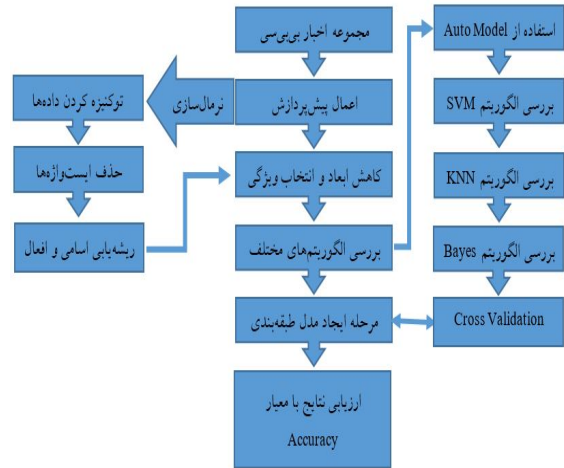 مجموعه اخبار بی‌بی‌سی
اعمال پیش‌پردازش
نرمال‌سازی
توکنیزه کردن داده‌ها
حذف ایست‌واژه‌ها
ریشه‌یابی اسامی و افعال
کاهش ابعاد و انتخاب ویژگی
بررسی الگوریتم‌های مختلف
استفاده از Auto Model
بررسی الگوریتم SVM
بررسی الگوریتم KNN
بررسی الگوریتم Bayes
Cross Validation
مرحله ایجاد مدل طبقه‌بندی
ارزیابی نتایج با معیار
Accuracy